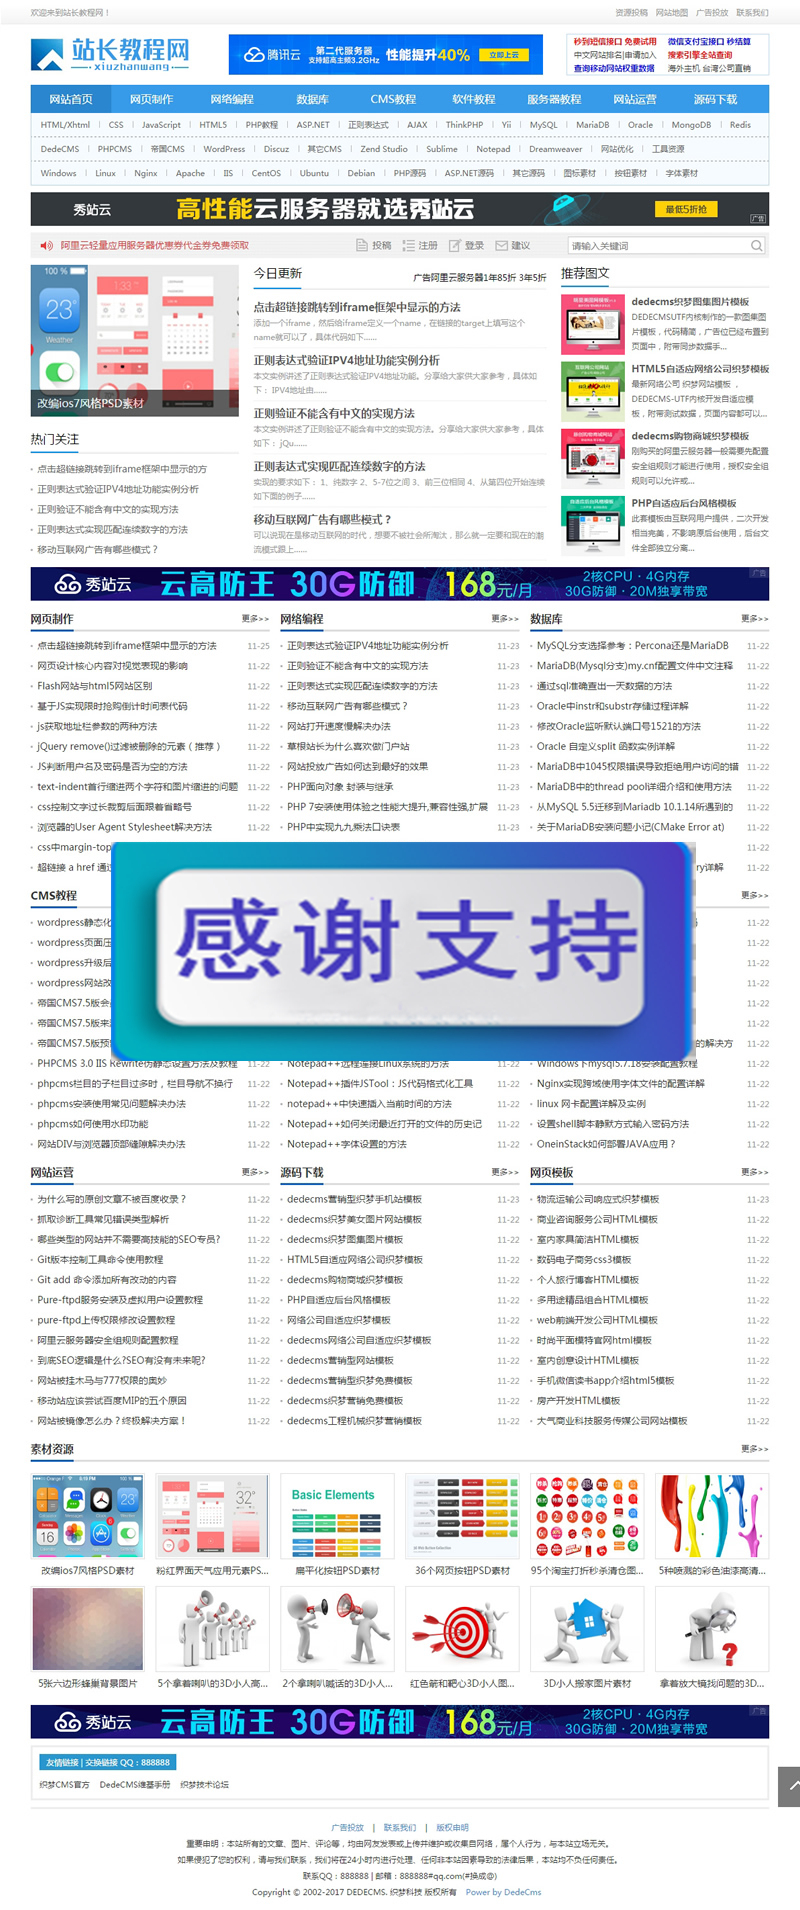 欢迎来到站长教程网！
资源投稿 网站地图 广告投放 联系我们
站长教程网
xiuzhanwang
腾讯云 第二代服务器 支持超高主频3.2GHz 性能提升40% 立即上云
秒到短信接口 免费试用 微信支付宝接口 秒结算
中文网站排名|申请加入 搜索引擎全站查询
查询移动网站权重数据 海外主机 台湾公司直销
网站首页 网页制作 网络编程 数据库 CMS教程 软件教程 服务器教程 网站运营 源码下载
HTML/Xhtml CSS JavaScript HTML5 PHP教程 ASP.NET 正则表达式 AJAX ThinkPHP Yii MySQL MariaDB Oracle MongoDB Redis
DedeCMS PHPCMS 帝国CMS WordPress Discuz 其它CMS Zend Studio Sublime Notepad Dreamweaver 网站优化 工具资源
Windows Linux Nginx Apache IIS CentOS Ubuntu Debian PHP源码 ASP.NET源码 其它源码 图标素材 按钮素材 字体素材
秀站云 高性能云服务器就选秀站云 最低5折抢 广告
阿里云轻量应用服务器优惠券代金券免费领取 投稿 注册 登录 建议 请输入关键词
100 %
23°
Weather
改编ios7风格PSD素材
热门关注
点击超链接跳转到iframe框架中显示的方
正则表达式验证IPV4地址功能实例分析
正则验证不能含有中文的实现方法
正则表达式实现匹配连续数字的方法
移动互联网广告有哪些模式？
今日更新 广告阿里云服务器1年85折 3年5折
点击超链接跳转到iframe框架中显示的方法
添加一个iframe，然后给iframe定义一个name，在链接的target上填写这个
name就可以了，具体代码如下......
正则表达式验证IPV4地址功能实例分析
本文实例讲述了正则表达式验证IPV4地址功能。分享给大家供大家参考，具体如
下： IPV4地址由......
正则验证不能含有中文的实现方法
本文实例讲述了正则验证不能含有中文的实现方法。分享给大家供大家参考，具体
如下： jQu......
正则表达式实现匹配连续数字的方法
实现的要求如下： 1、纯数字 2、5-7位之间 3、前三位相同 4、从第四位开始连续
如下面的例子......
移动互联网广告有哪些模式？
可以说现在是移动互联网的时代，想要不被社会所淘汰，那么就一定要和现在的潮
流模式跟上......
推荐图文
dedecms织梦图集图片模板
DEDECMSUTF内核制作的一款图集图
片模板，代码精简，广告位已经布置到
页面中，附带同步数据手...
HTML5自适应网络公司织梦模板
最新网络公司 织梦网站模板 ，
DEDECMS-UTF内核开发自适应模
板，附带测试数据，页面内容都可以...
dedecms购物商城织梦模板
刚购买的阿里云服务器一般需要先配置
安全组规则才能进行使用，授权安全组
规则可以允许或...
PHP自适应后台风格模板
此套模板由互联网用户提供，二次开发
相当完美，不影响原后台使用，后台文
件全部独立分离...
秀站云 云高防王 30G防御 168元/月 2核CPU · 4G内存 30G防御 · 20M独享带宽 广告
网页制作 更多>>
点击超链接跳转到iframe框架中显示的方法 11-25
网页设计核心内容对视觉表现的影响 11-22
Flash网站与html5网站区别 11-22
基于JS实现限时抢购倒计时间表代码 11-22
js获取地址栏参数的两种方法 11-22
jQuery remove()过滤被删除的元素（推荐） 11-22
JS判断用户名及密码是否为空的方法 11-22
text-indent首行缩进两个字符和图片缩进的问题 11-22
css控制文字过长裁剪后面跟着省略号 11-22
浏览器的User Agent Stylesheet解决方法 11-22
css中margin-top
超链接 a href 通过
网络编程 更多>>
正则表达式验证IPV4地址功能实例分析 11-23
正则验证不能含有中文的实现方法 11-23
正则表达式实现匹配连续数字的方法 11-23
移动互联网广告有哪些模式？ 11-23
网站打开速度慢解决办法 11-23
草根站长为什么喜欢做门户站 11-23
网站投放广告如何达到最好的效果 11-23
PHP面向对象 封装与继承 11-23
PHP 7安装使用体验之性能大提升,兼容性强,扩展 11-23
PHP中实现九九乘法口诀表 11-23
数据库 更多>>
MySQL分支选择参考：Percona还是MariaDB 11-22
MariaDB(Mysql分支)my.cnf配置文件中文注释 11-22
通过sql准确查出一天数据的方法 11-22
Oracle中instr和substr存储过程详解 11-22
修改Oracle监听默认端口号1521的方法 11-22
Oracle 自定义split 函数实例详解 11-22
MariaDB中1045权限错误导致拒绝用户访问的错 11-22
MariaDB中的thread pool详细介绍和使用方法 11-22
从MySQL 5.5迁移到Mariadb 10.1.14所遇到的 11-22
关于MariaDB安装问题小记(CMake Error at) 11-22
11-22
ry详解 11-22
感谢支持
CMS教程
wordpress静态化
wordpress页面压
wordpress升级后
wordpress网站改
帝国CMS7.5版会
帝国CMS7.5版来
帝国CMS7.5版预
PHPCMS 3.0 IIS Rewrite伪静态设置方法及教程 11-22
phpcms栏目的子栏目过多时，栏目导航不换行 11-22
phpcms安装使用常见问题解决办法 11-22
phpcms如何使用水印功能 11-22
网站DIV与浏览器顶部缝隙解决办法 11-22
Notepad++远程连接Linux系统的方法 11-22
Notepad++插件JSTool：JS代码格式化工具 11-22
notepad++中快速插入当前时间的方法 11-22
Notepad++如何关闭最近打开的文件的历史记 11-22
Notepad++字体设置的方法 11-22
更多>>
11-22
11-22
11-22
11-22
11-22
11-22
的解决方 11-22
Windows下mysql5.7.18安装配置教程 11-22
Nginx实现跨域使用字体文件的配置详解 11-22
linux 网卡配置详解及实例 11-22
设置shell脚本静默方式输入密码方法 11-22
OneinStack如何部署JAVA应用？ 11-22
网站运营 更多>>
为什么写的原创文章不被百度收录？ 11-22
抓取诊断工具常见错误类型解析 11-22
哪些类型的网站并不需要高技能的SEO专员? 11-22
Git版本控制工具命令使用教程 11-22
Git add 命令添加所有改动的内容 11-22
Pure-ftpd服务安装及虚拟用户设置教程 11-22
pure-ftpd上传权限修改设置教程 11-22
阿里云服务器安全组规则配置教程 11-22
到底SEO逻辑是什么?SEO有没有未来呢? 11-22
网站被挂木马与777权限的奥妙 11-22
移动站应该尝试百度MIP的五个原因 11-22
网站被镜像怎么办？终极解决方案！ 11-22
源码下载 更多>>
dedecms营销型织梦手机站模板 11-23
dedecms织梦美女图片网站模板 11-22
dedecms织梦图集图片模板 11-22
HTML5自适应网络公司织梦模板 11-22
dedecms购物商城织梦模板 11-22
PHP自适应后台风格模板 11-22
网络公司自适应织梦模板 11-22
dedecms网络公司自适应织梦模板 11-22
dedecms营销型网站模板 11-22
dedecms营销型织梦免费模板 11-22
dedecms织梦营销免费模板 11-22
dedecms工程机械织梦营销模板 11-22
网页模板 更多>>
物流运输公司响应式织梦模板 11-23
商业咨询服务公司HTML模板 11-22
室内家具简洁HTML模板 11-22
数码电子商务css3模板 11-22
个人旅行博客HTML模板 11-22
多用途精品组合HTML模板 11-22
web前端开发公司HTML模板 11-22
时尚平面模特官网html模板 11-22
室内创意设计HTML模板 11-22
手机微信读书app介绍html5模板 11-22
房产开发HTML模板 11-22
大气商业科技服务传媒公司网站模板 11-22
素材资源 更多>>
Basic Elements
改编ios7风格PSD素材 粉红界面天气应用元素PS... 扁平化按钮PSD素材 36个网页按钮PSD素材 95个淘宝打折秒杀清仓图... 5种喷溅的彩色油漆高清...
5张六边形蜂巢背景图片 5个拿着喇叭的3D小人高... 2个拿喇叭喊话的3D小人... 红色箭和靶心3D小人图... 3D小人搬家图片素材 拿着放大镜找问题的3D...
秀站云 云高防王 30G防御 168元/月 2核CPU · 4G内存 30G防御 · 20M独享带宽 广告
友情链接 | 交换链接 QQ：888888
织梦CMS官方 DedeCMS维基手册 织梦技术论坛
广告投放 | 联系我们 | 版权申明
重要申明：本站所有的文章、图片、评论等，均由网友发表或上传并维护或收集自网络，属个人行为，与本站立场无关。
如果侵犯了您的权利，请与我们联系，我们将在24小时内进行处理、任何非本站因素导致的法律后果，本站均不负任何责任。
联系QQ：888888 | 邮箱：888888#qq.com(#换成@)
Copyright © 2002-2017 DEDECMS. 织梦科技 版权所有 Power by DedeCms